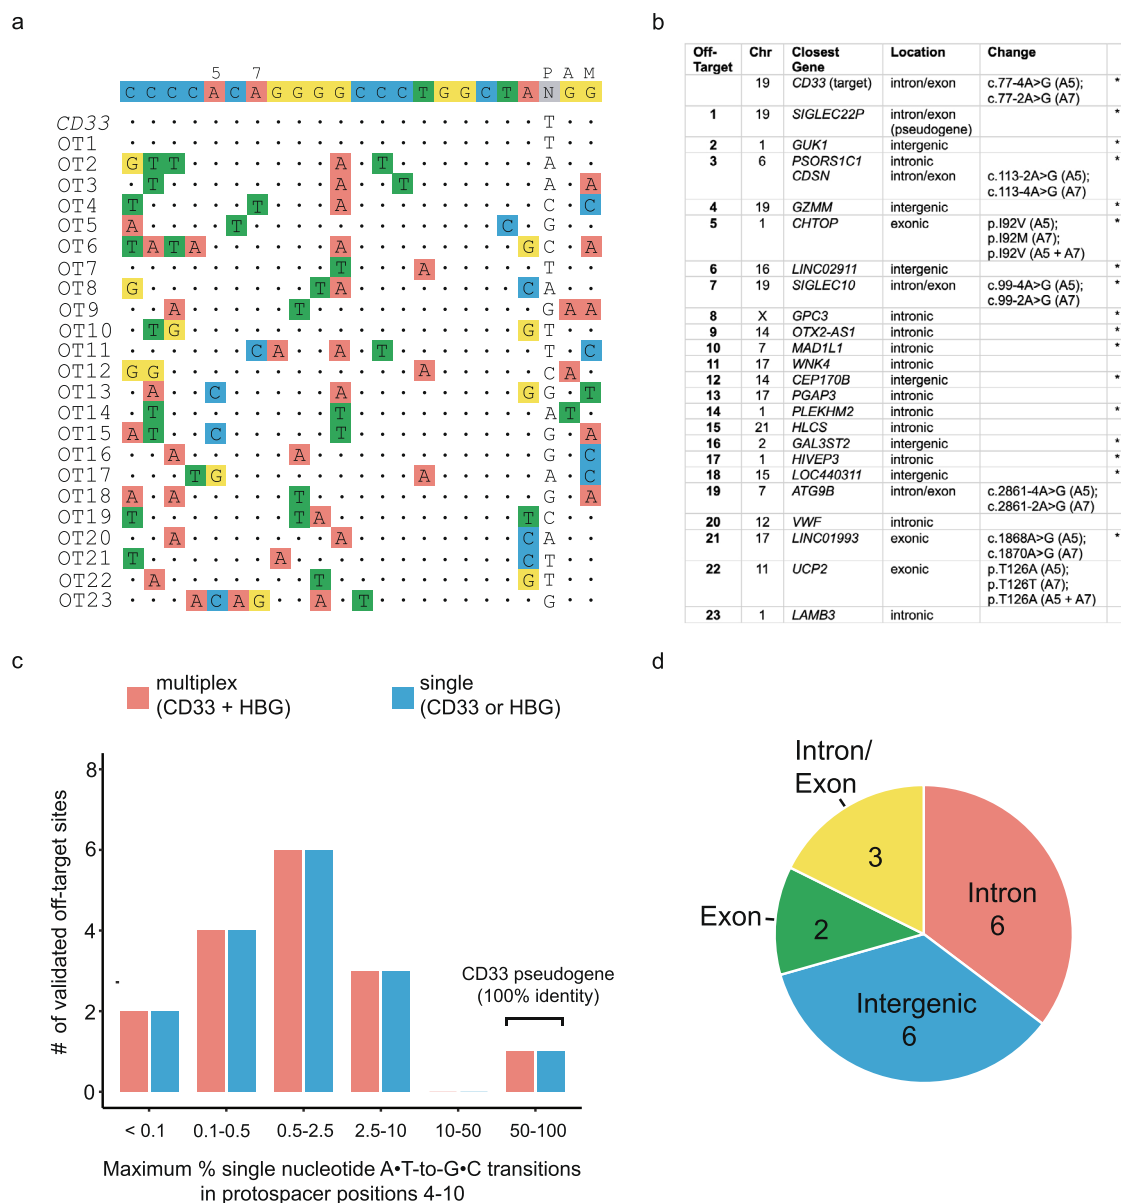 a
5 7 P A M
C C C C A C A G G G G C C C T G G C T A N G G
CD33 · · · · · · · · · · · · · · · · · · · · T · ·
OT1 · · · · · · · · · · · · · · · · · · · · T · ·
OT2 G T T · · · · · · · A · T · · · · · · · A · ·
OT3 · T · · · · · · · · A · · T · · · · · · A · A
OT4 T · · · · · T · · · A · · · · · · · · · C · C
OT5 A · · · · T · · · · · · · · · · · · C · G · ·
OT6 T A T A · · · · · · A · · · · · · · · G C · A
OT7 · · · · · · · · · · T · · · A · · · · · T · ·
OT8 G · · · · · · · · T A · · · · · · · · C A · ·
OT9 · · A · · · · · T · · · · · · · · · · · G A A
OT10 · T G · · · · · · · · · · · · · · · · G T · ·
OT11 · · · · · · C A · · A · T · · · · · · · T · C
OT12 G G · · · · · · · · · · · · A · · · · · C A ·
OT13 · A · · C · · · · · A · · · · · · · · G G · T
OT14 · T · · · · · · · · T · · · · · · · · · A T ·
OT15 A T · · C · · · · · T · · · · · · · · · G · A
OT16 · · A · · · · · A · · · · · · · · · · · G · C
OT17 · · · T G · · · · · · · · · A · · · · · A · C
OT18 A · A · · · · · T · · · · · · · · · · · G · A
OT19 T · · · · · · · T A · · · · · · · · · T C · ·
OT20 · · A · · · · · · · A · · · · · · · · C A · ·
OT21 T · · · · · · A · · · · · · · · · · · C T · ·
OT22 · A · · · · · · · T · · · · · · · · · G T · ·
OT23 · · · A C A G · · A · T · · · · · · · · G · ·
b
Off-Target Chr Closest Gene Location Change
19 CD33 (target) intron/exon c.77-4A>G (A5); *
c.77-2A>G (A7)
1 19 SIGLEC22P intron/exon *
(pseudogene)
2 1 GUK1 intergenic *
3 6 PSORS1C1 intronic *
CDSN intron/exon c.113-2A>G (A5);
c.113-4A>G (A7)
4 19 GZMM intergenic *
5 1 CHTOP exonic p.I92V (A5); *
p.I92M (A7);
p.I92V (A5 + A7)
6 16 LINC02911 intergenic *
7 19 SIGLEC10 intron/exon c.99-4A>G (A5); *
c.99-2A>G (A7)
8 X GPC3 intronic *
9 14 OTX2-AS1 intronic *
10 7 MAD1L1 intronic *
11 17 WNK4 intronic
12 14 CEP170B intergenic *
13 17 PGAP3 intronic
14 1 PLEKHM2 intronic *
15 21 HLCS intronic
16 2 GAL3ST2 intergenic *
17 1 HIVEP3 intronic *
18 15 LOC440311 intergenic *
19 7 ATG9B intron/exon c.2861-4A>G (A5);
c.2861-2A>G (A7)
20 12 VWF intronic
21 17 LINC01993 exonic c.1868A>G (A5); *
c.1870A>G (A7)
22 11 UCP2 exonic p.T126A (A5);
p.T126T (A7);
p.T126A (A5 + A7)
23 1 LAMB3 intronic
c
multiplex
(CD33 + HBG)
single
(CD33 or HBG)
# of validated off-target sites
8
6
4
2
0
CD33 pseudogene
(100% identity)
< 0.1 0.1-0.5 0.5-2.5 2.5-10 10-50 50-100
Maximum % single nucleotide A•T-to-G•C transitions
in protospacer positions 4-10
d
Intron/
Exon
3
Intron
6
Exon
2
Intergenic
6